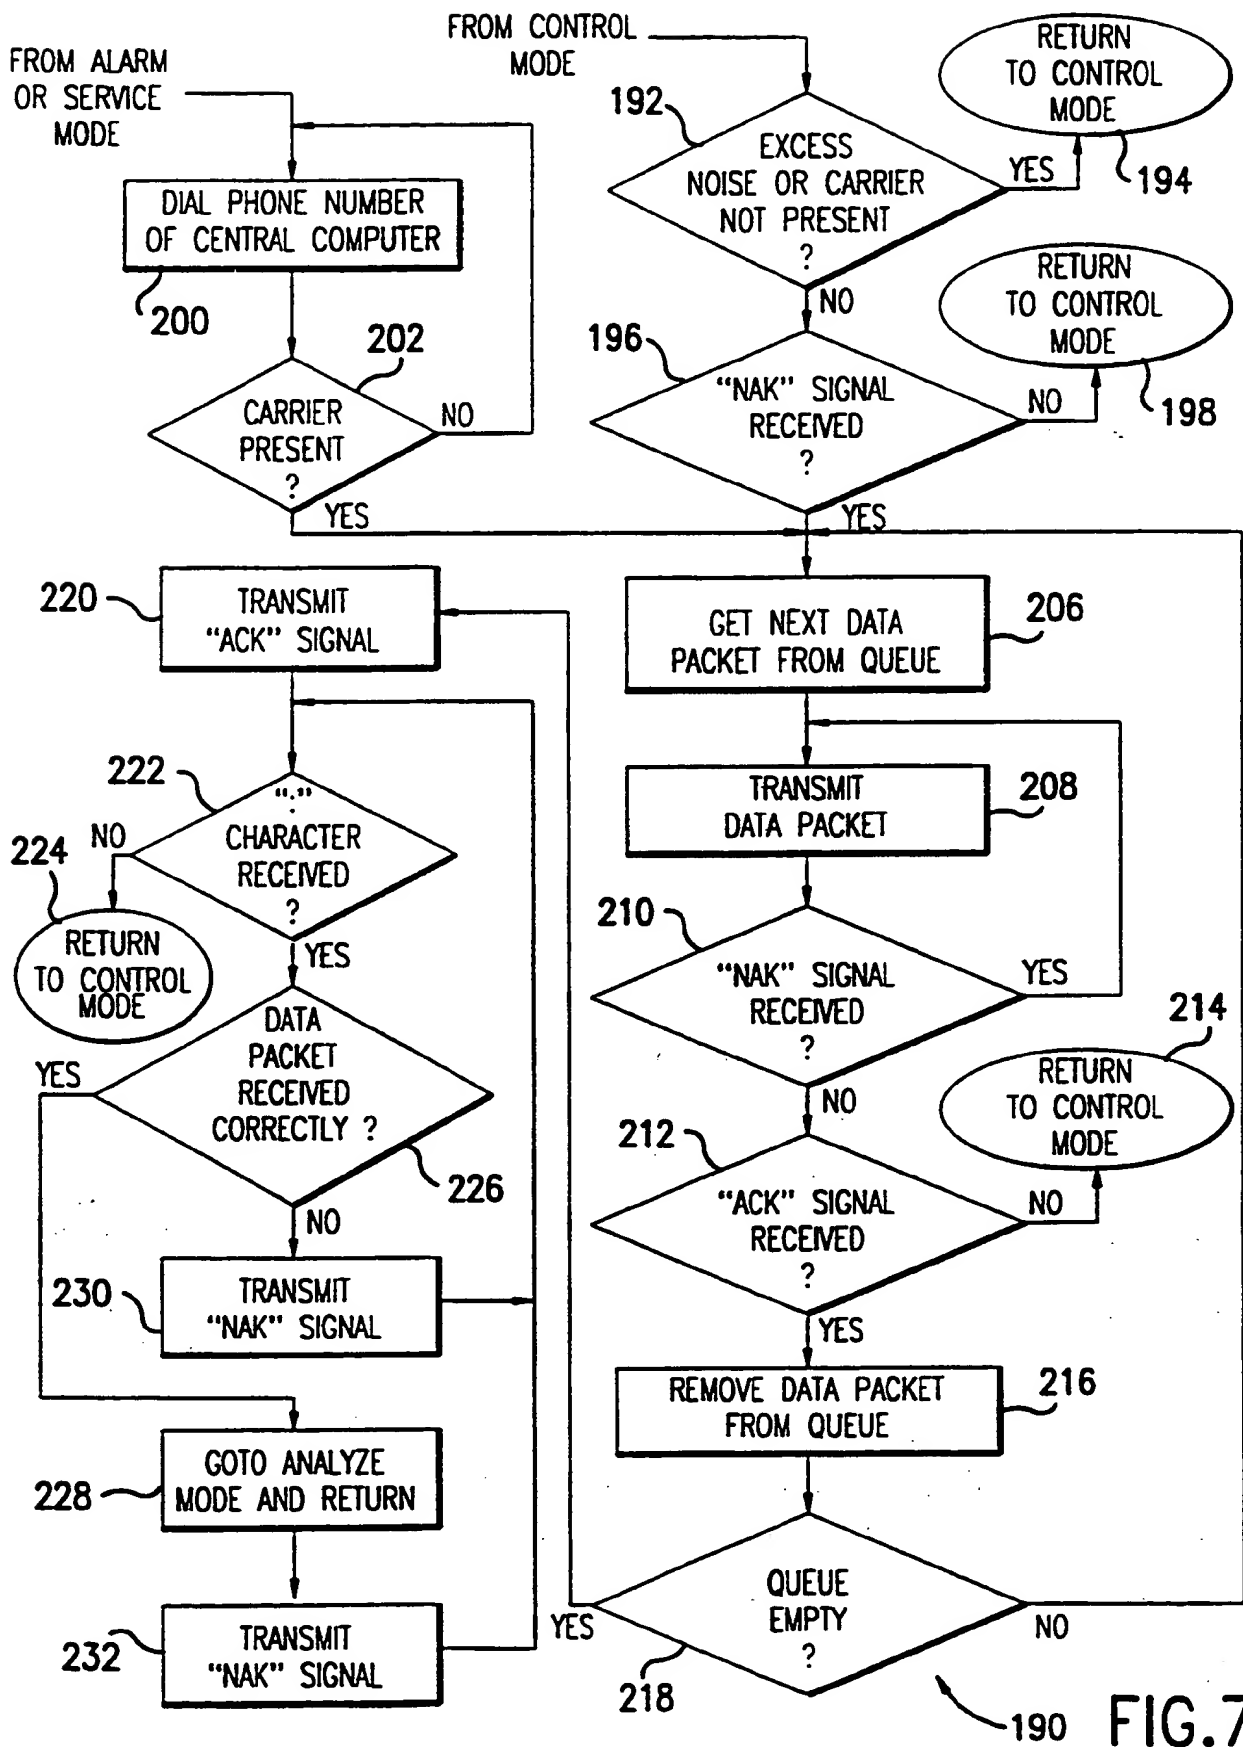 FROM ALARM
OR SERVICE
MODE
FROM CONTROL
MODE
RETURN
TO CONTROL
MODE
194
192
EXCESS
NOISE OR CARRIER
NOT PRESENT
?
YES
NO
DIAL PHONE NUMBER
OF CENTRAL COMPUTER
200
202
CARRIER
PRESENT
?
NO
YES
RETURN
TO CONTROL
MODE
198
196
"NAK" SIGNAL
RECEIVED
?
NO
YES
220
TRANSMIT
"ACK" SIGNAL
GET NEXT DATA
PACKET FROM QUEUE
206
222
":"
CHARACTER
RECEIVED
?
NO
YES
224
RETURN
TO CONTROL
MODE
TRANSMIT
DATA PACKET
208
210
"NAK" SIGNAL
RECEIVED
?
YES
NO
DATA
PACKET
RECEIVED
CORRECTLY ?
YES
226
NO
214
RETURN
TO CONTROL
MODE
212
"ACK" SIGNAL
RECEIVED
?
NO
YES
230
TRANSMIT
"NAK" SIGNAL
REMOVE DATA PACKET
FROM QUEUE
216
228
GOTO ANALYZE
MODE AND RETURN
232
TRANSMIT
"NAK" SIGNAL
QUEUE
EMPTY
?
YES
NO
218
190
FIG.7